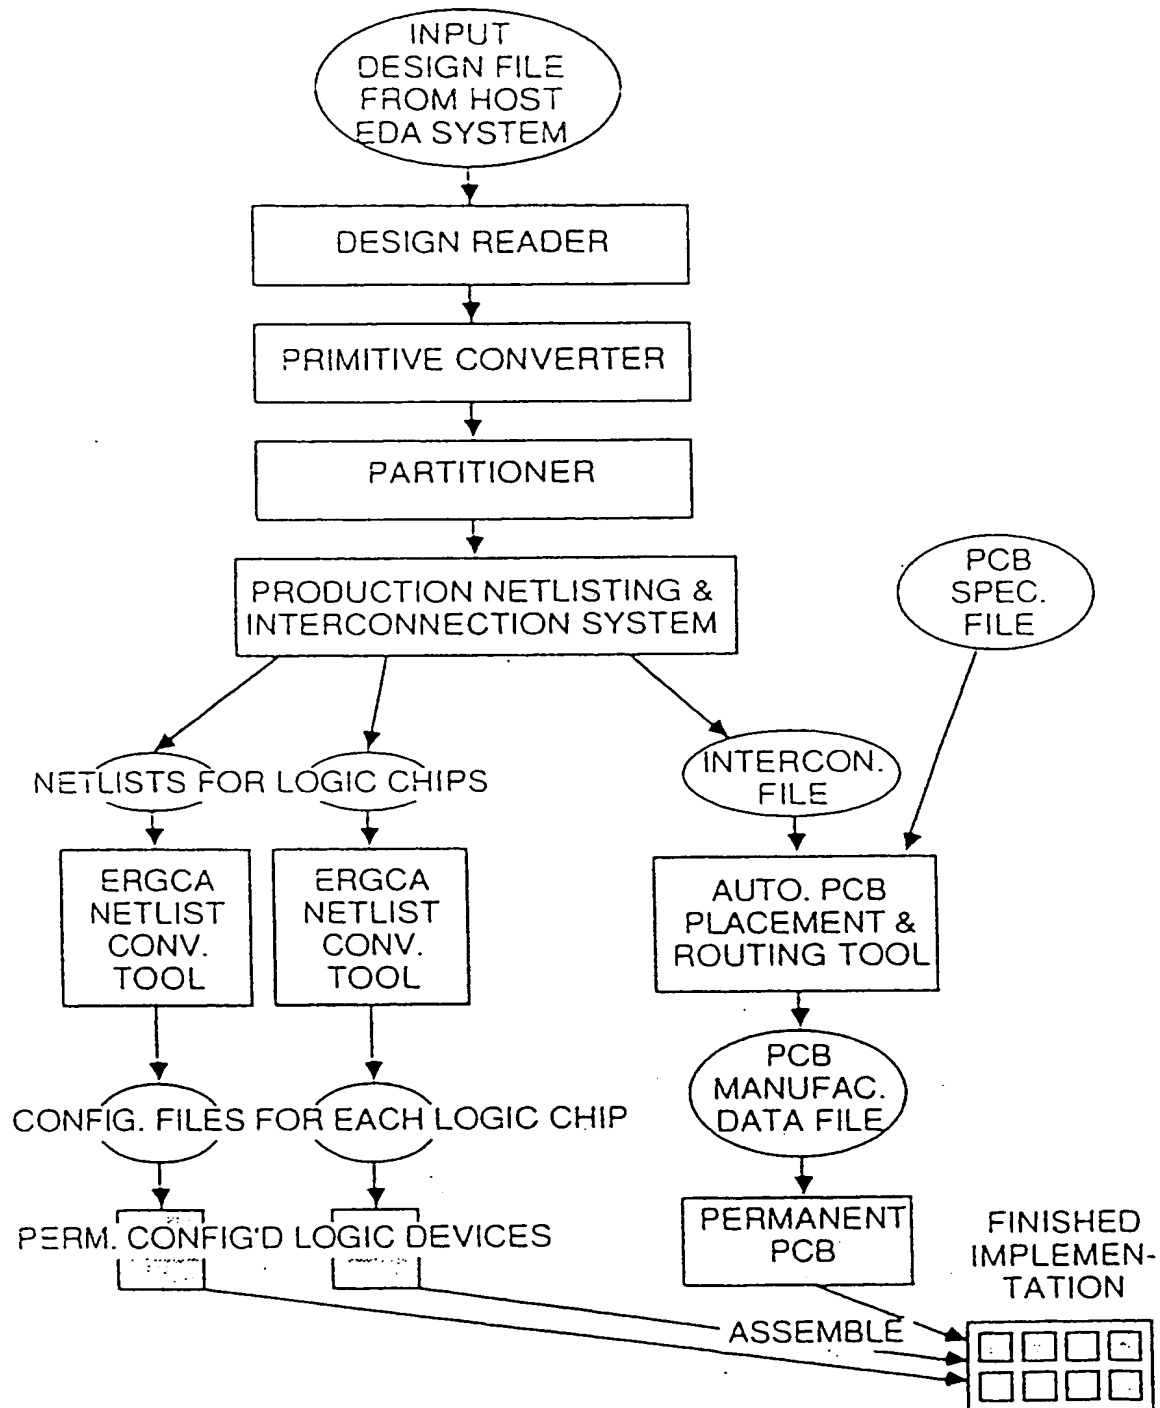 INPUT
DESIGN FILE
FROM HOST
EDA SYSTEM
DESIGN READER
PRIMITIVE CONVERTER
PARTITIONER
PRODUCTION NETLISTING &
INTERCONNECTION SYSTEM
PCB
SPEC.
FILE
NETLISTS FOR LOGIC CHIPS
INTERCON.
FILE
ERGCA
NETLIST
CONV.
TOOL
ERGCA
NETLIST
CONV.
TOOL
AUTO. PCB
PLACEMENT &
ROUTING TOOL
CONFIG. FILES FOR EACH LOGIC CHIP
PCB
MANUFAC.
DATA FILE
PERM. CONFIG'D LOGIC DEVICES
PERMANENT
PCB
FINISHED
IMPLEMEN-
TATION
ASSEMBLE